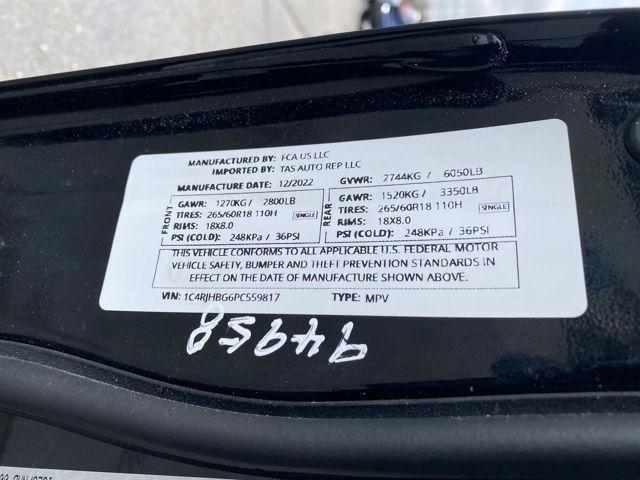 MANUFACTURED BY: FCA US LLC
IMPORTED BY: TAS AUTO REP LLC
MANUFACTURE DATE: 12/2022 GVWR: 2744KG / 6050LB
FRONT
GAWR: 1270KG / 2800LB
TIRES: 265/60R18 110H SINGLE
RIMS: 18X8.0
PSI (COLD): 248KPa / 36PSI
REAR
GAWR: 1520KG / 3350LB
TIRES: 265/60R18 110H SINGLE
RIMS: 18X8.0
PSI (COLD): 248KPa / 36PSI
THIS VEHICLE CONFORMS TO ALL APPLICABLE U.S. FEDERAL MOTOR
VEHICLE SAFETY, BUMPER AND THEFT PREVENTION STANDARDS IN
EFFECT ON THE DATE OF MANUFACTURE SHOWN ABOVE.
VIN: 1C4RJHBG6PC559817 TYPE: MPV